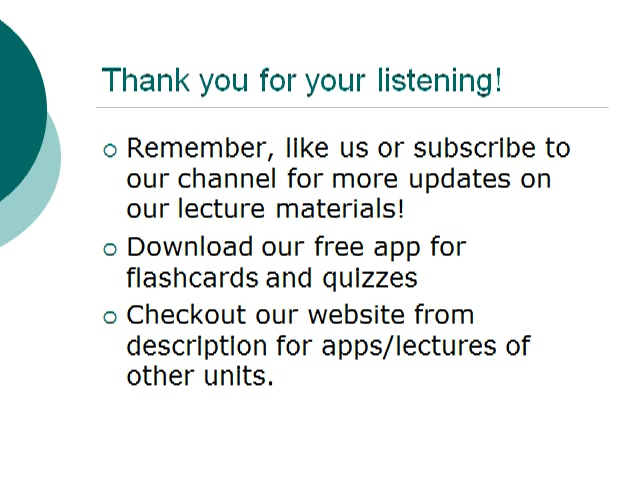 Thank you for your listening!
Remember, like us or subscribe to
our channel for more updates on
our lecture materials!
Download our free app for
flashcards and quizzes
Checkout our website from
description for apps/lectures of
other units.